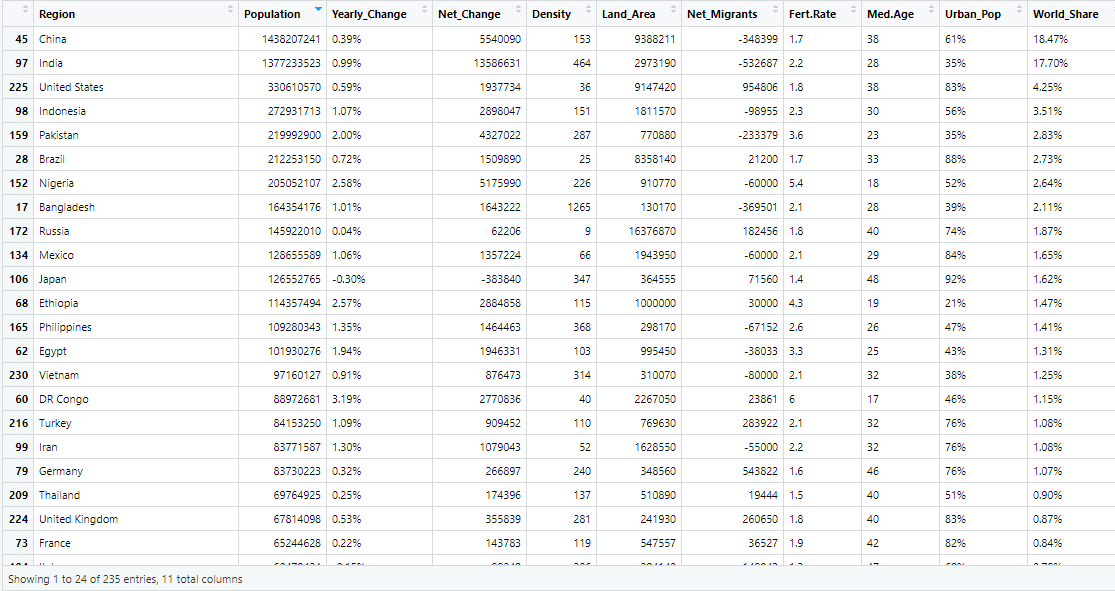 Region Population Yearly_Change Net_Change Density Land_Area Net_Migrants Fert.Rate Med.Age Urban_Pop World_Share
45 China 1438207241 0.39% 5540090 153 9388211 -348399 1.7 38 61% 18.47%
97 India 1377233523 0.99% 13586631 464 2973190 -532687 2.2 28 35% 17.70%
225 United States 330610570 0.59% 1937734 36 9147420 954806 1.8 38 83% 4.25%
98 Indonesia 272931713 1.07% 2898047 151 1811570 -98955 2.3 30 56% 3.51%
159 Pakistan 219992900 2.00% 4327022 287 770880 -233379 3.6 23 35% 2.83%
28 Brazil 212253150 0.72% 1509890 25 8358140 21200 1.7 33 88% 2.73%
152 Nigeria 205052107 2.58% 5175990 226 910770 -60000 5.4 18 52% 2.64%
17 Bangladesh 164354176 1.01% 1643222 1265 130170 -369501 2.1 28 39% 2.11%
172 Russia 145922010 0.04% 62206 9 16376870 182456 1.8 40 74% 1.87%
134 Mexico 128655589 1.06% 1357224 66 1943950 -60000 2.1 29 84% 1.65%
106 Japan 126552765 -0.30% -383840 347 364555 71560 1.4 48 92% 1.62%
68 Ethiopia 114357494 2.57% 2884858 115 1000000 30000 4.3 19 21% 1.47%
165 Philippines 109280343 1.35% 1464463 368 298170 -67152 2.6 26 47% 1.41%
62 Egypt 101930276 1.94% 1946331 103 995450 -38033 3.3 25 43% 1.31%
230 Vietnam 97160127 0.91% 876473 314 310070 -80000 2.1 32 38% 1.25%
60 DR Congo 88972681 3.19% 2770836 40 2267050 23861 6 17 46% 1.15%
216 Turkey 84153250 1.09% 909452 110 769630 283922 2.1 32 76% 1.08%
99 Iran 83771587 1.30% 1079043 52 1628550 -55000 2.2 32 76% 1.08%
79 Germany 83730223 0.32% 266897 240 348560 543822 1.6 46 76% 1.07%
209 Thailand 69764925 0.25% 174396 137 510890 19444 1.5 40 51% 0.90%
224 United Kingdom 67814098 0.53% 355839 281 241930 260650 1.8 40 83% 0.87%
73 France 65244628 0.22% 143783 119 547557 36527 1.9 42 82% 0.84%
Showing 1 to 24 of 235 entries, 11 total columns